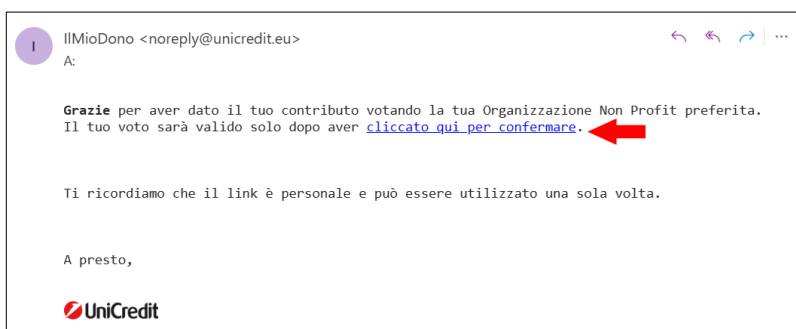 I
IlMioDono <noreply@unicredit.eu>
A:
Grazie per aver dato il tuo contributo votando la tua Organizzazione Non Profit preferita.
Il tuo voto sarà valido solo dopo aver cliccato qui per confermare.
Ti ricordiamo che il link è personale e può essere utilizzato una sola volta.
A presto,
UniCredit